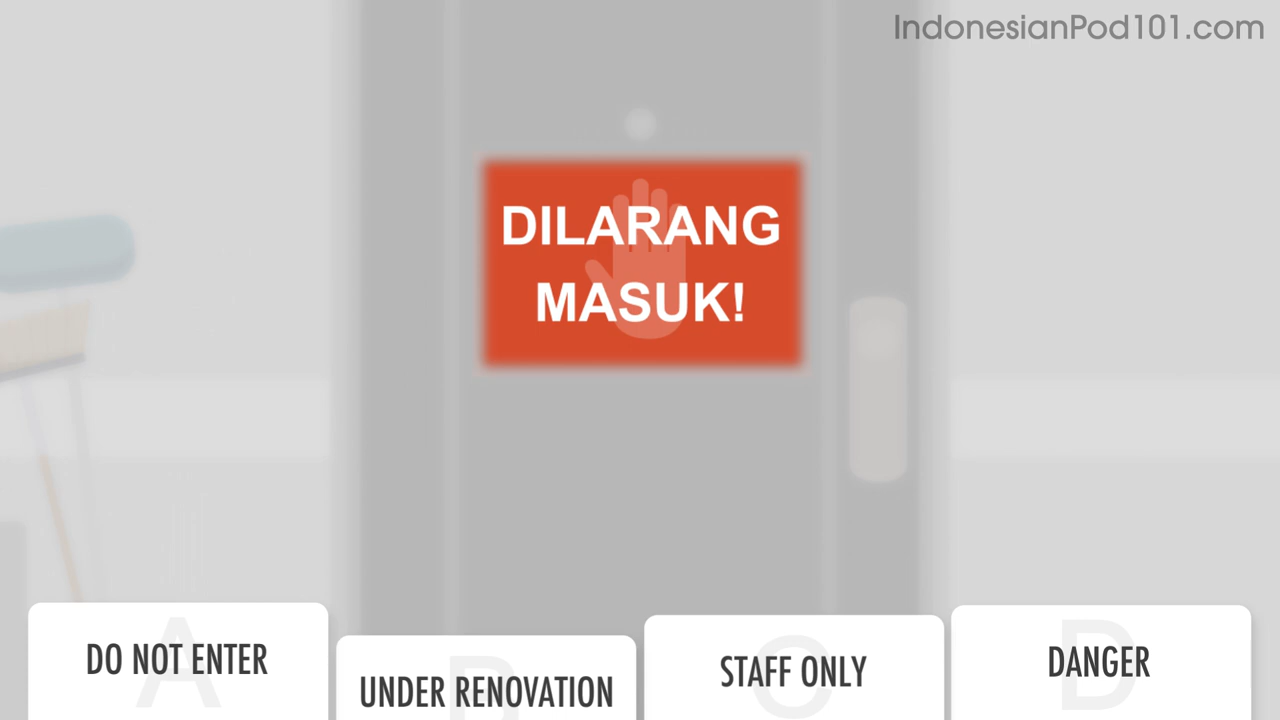 IndonesianPod101.com
DILARANG
MASUK!
A
DO NOT ENTER
UNDER RENOVATION
STAFF ONLY
D
DANGER